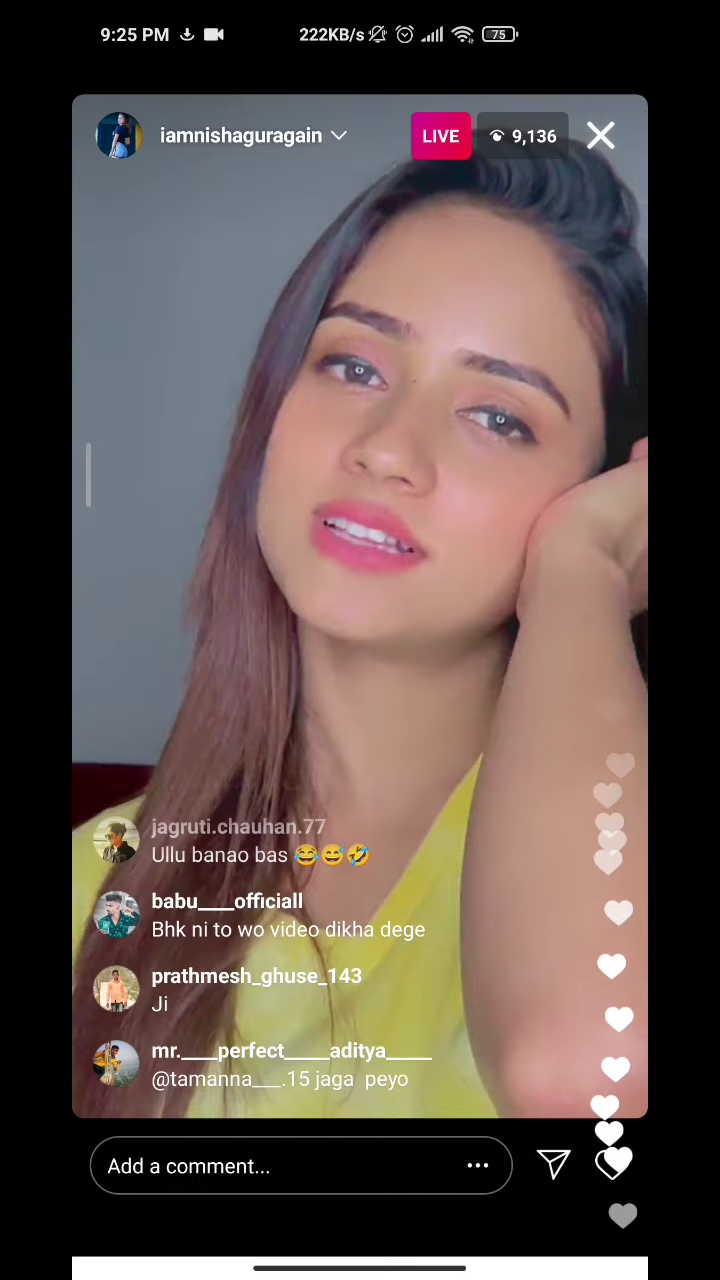 9:25 PM
222KB/s
75
iamnishaguragain
LIVE
9,136
jagruti.chauhan.77
Ullu banao bas 😂😅🤣
babu___officiall
Bhk ni to wo video dikha dege
prathmesh_ghuse_143
Ji
mr.____perfect_____aditya_____
@tamanna___.15 jaga peyo
Add a comment...